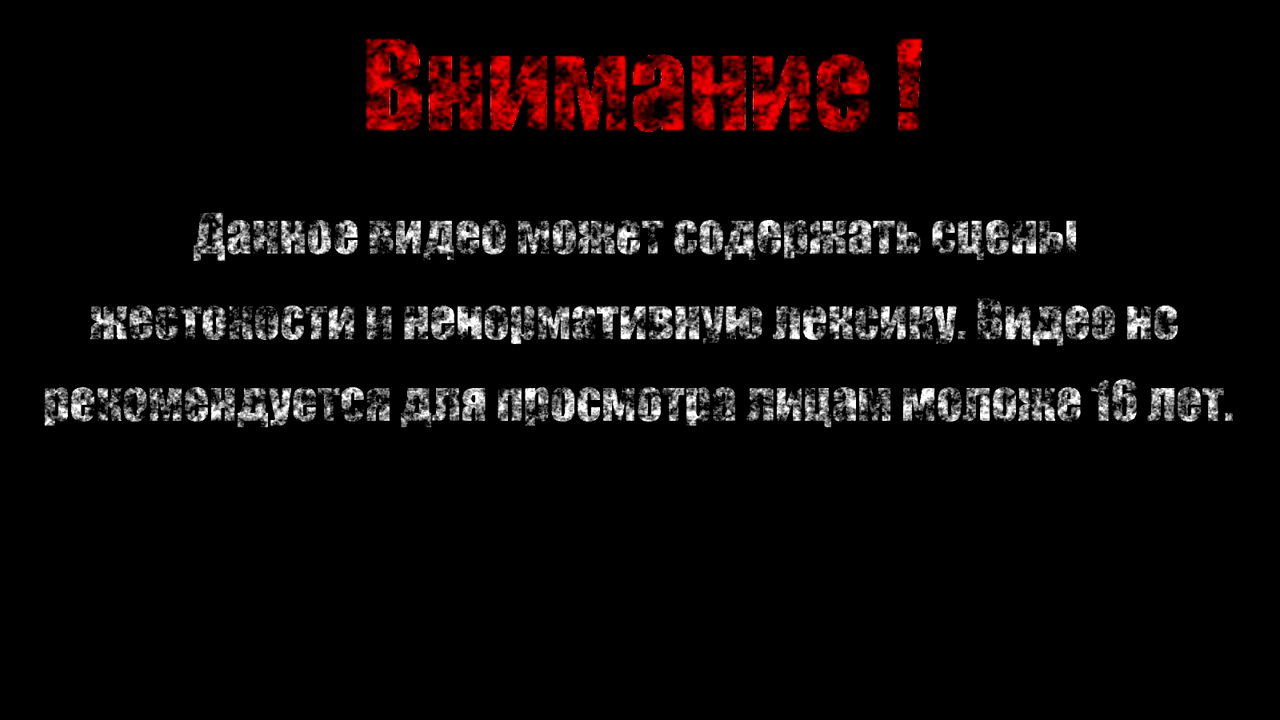 Внимание !
Данное видео может содержать сцены
жестокости и ненормативную лексику. Видео не
рекомендуется для просмотра лицам моложе 16 лет.